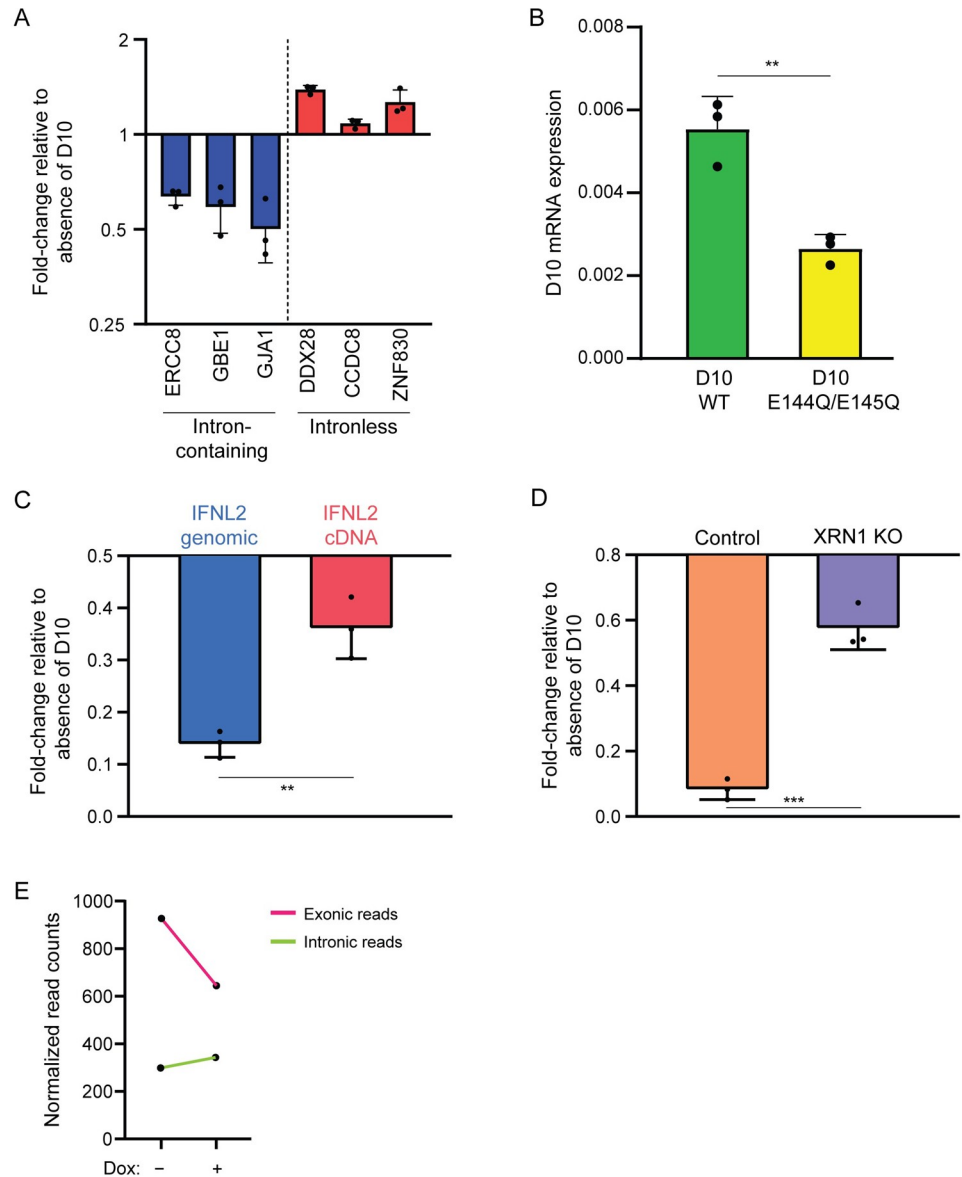 A
Fold-change relative to
absence of D10
2
1
0.5
0.25
ERCC8
GBE1
GJA1
DDX28
CCDC8
ZNF830
Intron-
containing
Intronless
B
D10 mRNA expression
0.008
0.006
0.004
0.002
0.000
**
D10
WT
D10
E144Q/E145Q
C
IFNL2
genomic
IFNL2
cDNA
Fold-change relative to
absence of D10
0.5
0.4
0.3
0.2
0.1
0.0
**
D
Control
XRN1 KO
Fold-change relative to
absence of D10
0.8
0.6
0.4
0.2
0.0
***
E
Normalized read counts
1000
800
600
400
200
0
Exonic reads
Intronic reads
Dox: − +